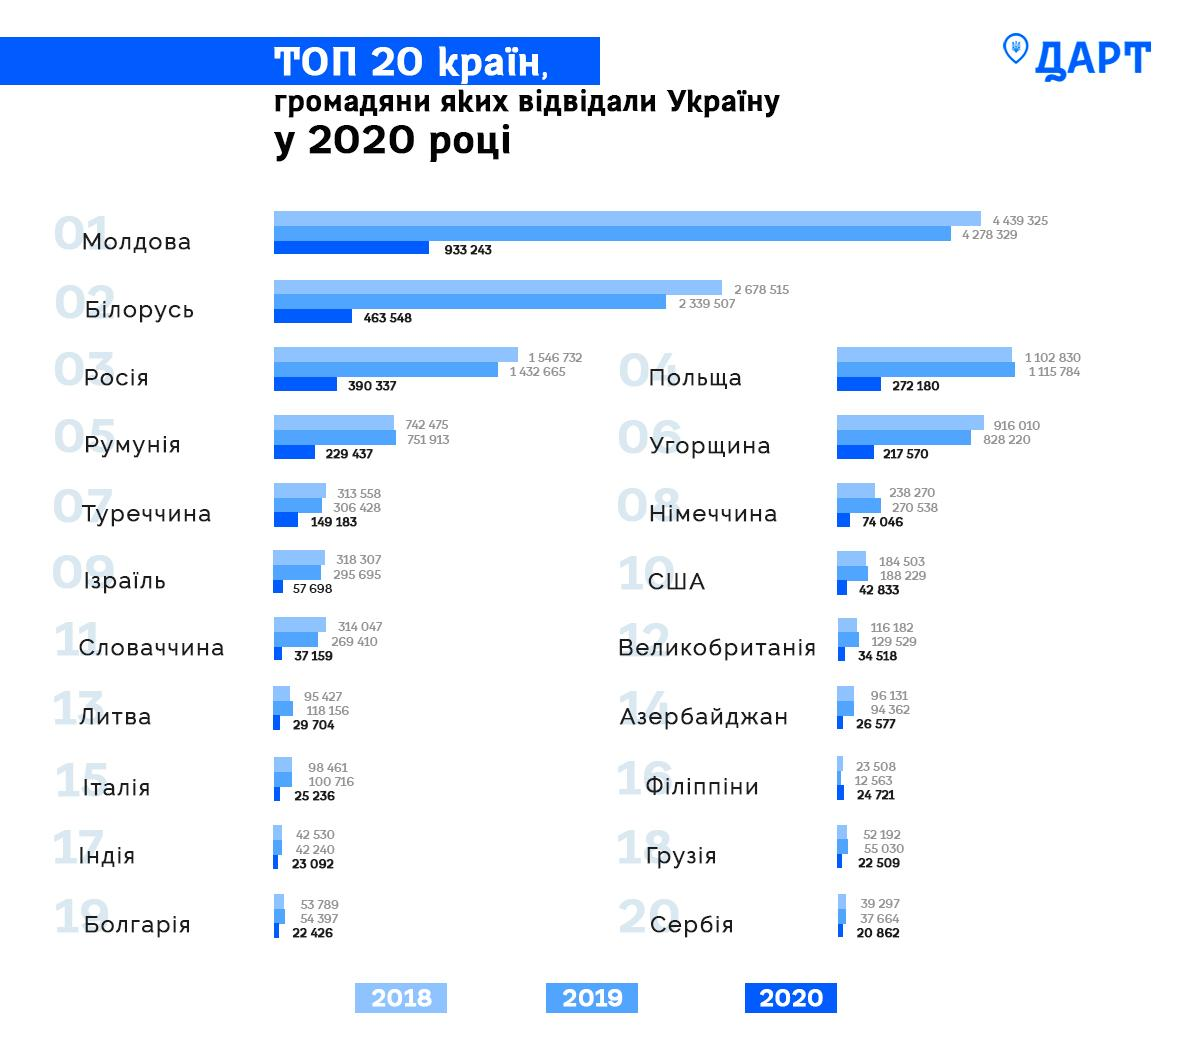 ТОП 20 країн,
громадяни яких відвідали Україну
у 2020 році
ДАРТ
01
Молдова
4 439 325
4 278 329
933 243
02
Білорусь
2 678 515
2 339 507
463 548
03
Росія
1 546 732
1 432 665
390 337
04
Польща
1 102 830
1 115 784
272 180
05
Румунія
742 475
751 913
229 437
06
Угорщина
916 010
828 220
217 570
07
Туреччина
313 558
306 428
149 183
08
Німеччина
238 270
270 538
74 046
09
Ізраїль
318 307
295 695
57 698
10
США
184 503
188 229
42 833
11
Словаччина
314 047
269 410
37 159
12
Великобританія
116 182
129 529
34 518
13
Литва
95 427
118 156
29 704
14
Азербайджан
96 131
94 362
26 577
15
Італія
98 461
100 716
25 236
16
Філіппіни
23 508
12 563
24 721
17
Індія
42 530
42 240
23 092
18
Грузія
52 192
55 030
22 509
19
Болгарія
53 789
54 397
22 426
20
Сербія
39 297
37 664
20 862
2018
2019
2020